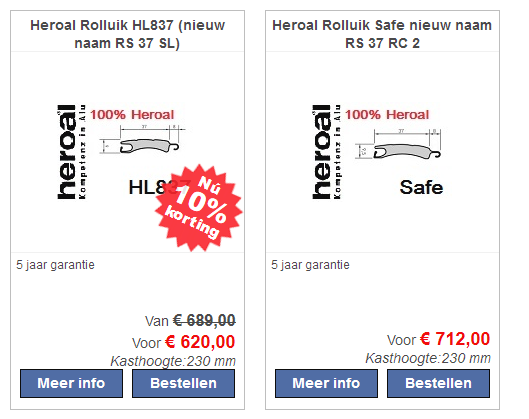 Heroal Rolluik HL837 (nieuw
naam RS 37 SL)
heroal
Kompetenz in Alu
100% Heroal
37
8
HL837
Nú
10%
korting
5 jaar garantie
Van € 689,00
Voor € 620,00
Kasthoogte:230 mm
Meer info
Bestellen
Heroal Rolluik Safe nieuw naam
RS 37 RC 2
heroal
Kompetenz in Alu
100% Heroal
37
8
Safe
5 jaar garantie
Voor € 712,00
Kasthoogte:230 mm
Meer info
Bestellen